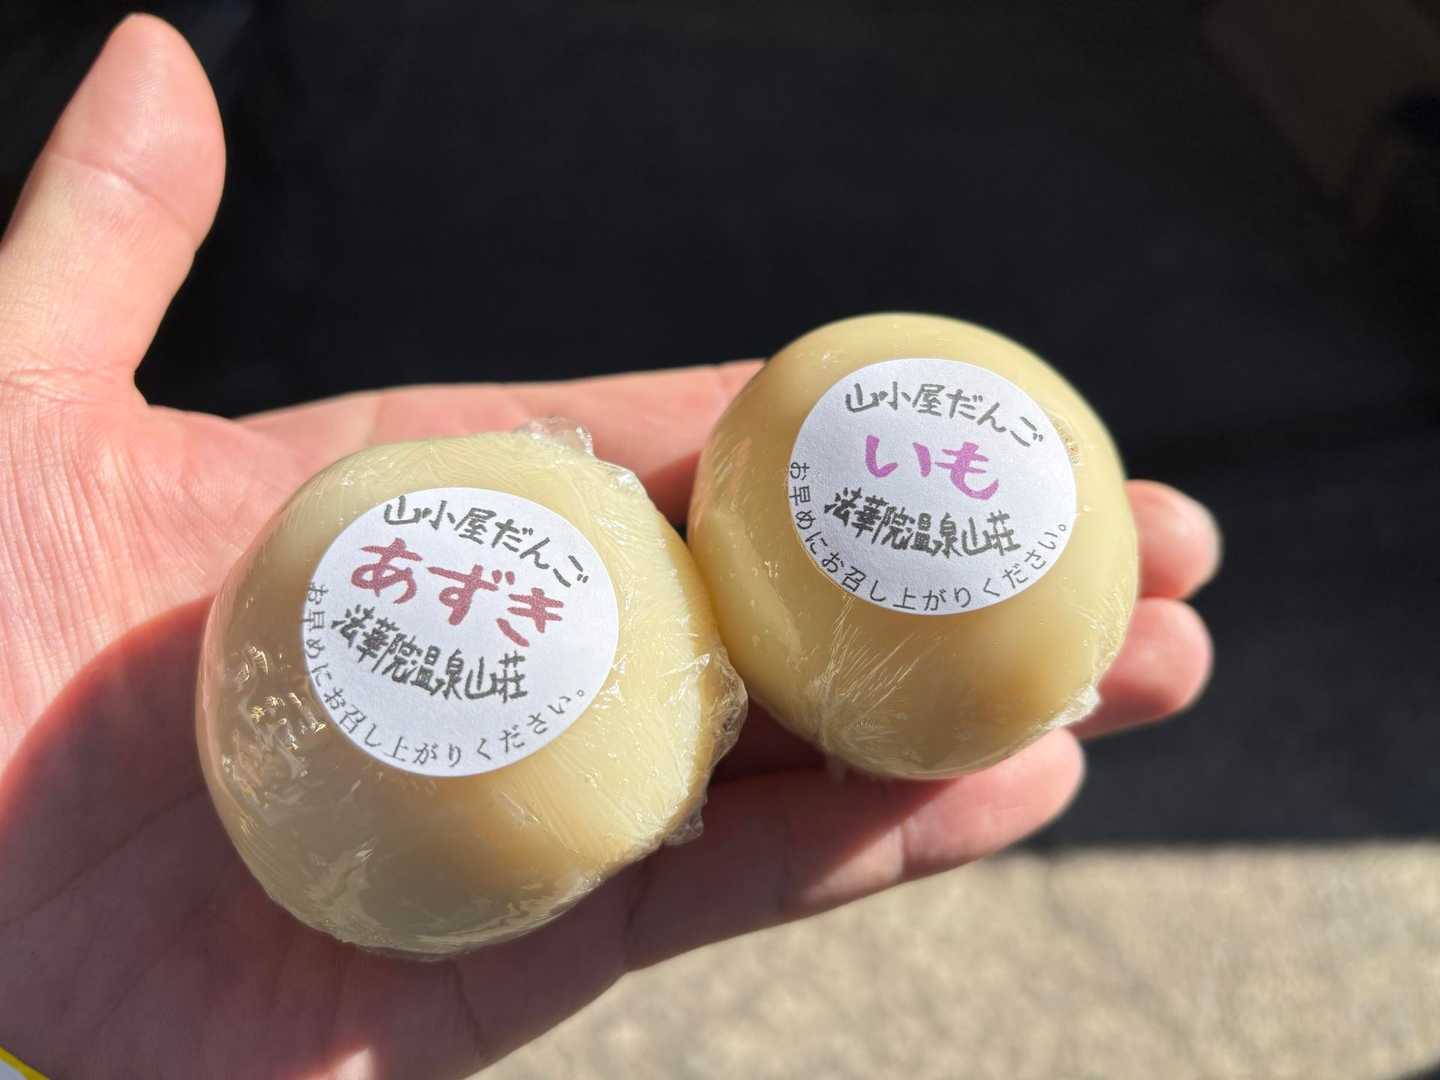 山小屋だんご
あずき
法華院温泉山荘
お早めにお召し上がりください。
山小屋だんご
いも
法華院温泉山荘
お早めにお召し上がりください。